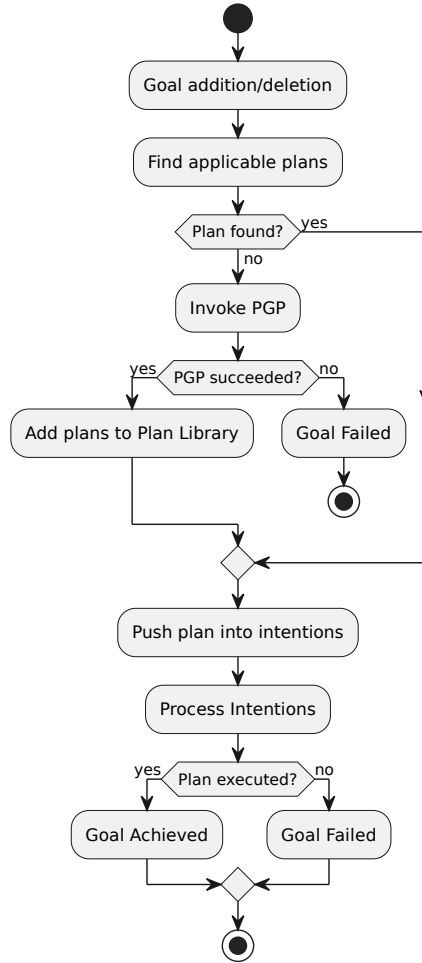 Goal addition/deletion
Find applicable plans
Plan found?
yes
no
Invoke PGP
yes
PGP succeeded?
no
Add plans to Plan Library
Goal Failed
Push plan into intentions
Process Intentions
yes
Plan executed?
no
Goal Achieved
Goal Failed